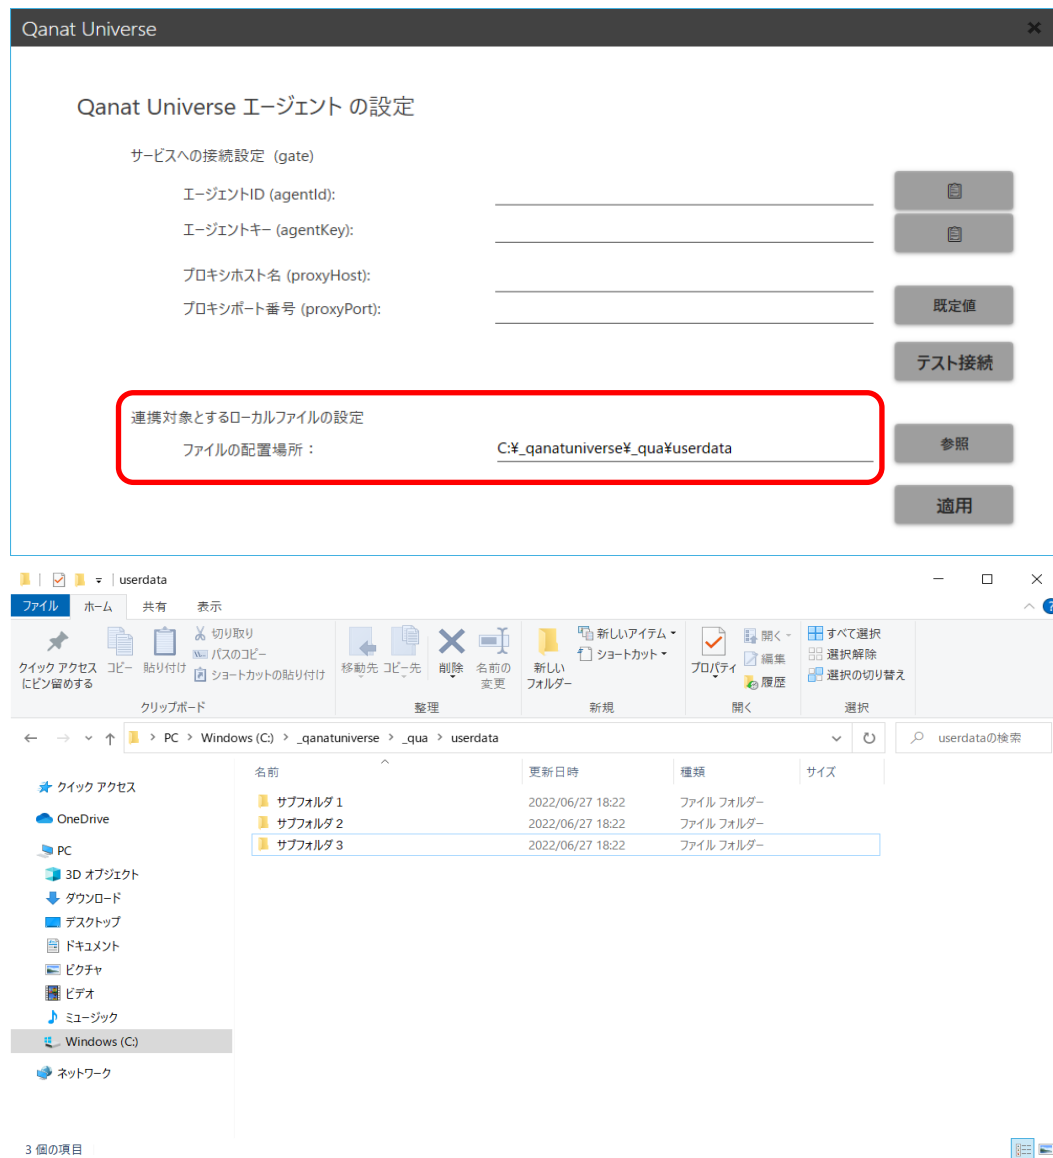 Qanat Universe
Qanat Universe エージェント の設定
サービスへの接続設定 (gate)
エージェントID (agentId):
エージェントキー (agentKey):
プロキシホスト名 (proxyHost):
プロキシポート番号 (proxyPort):
既定値
テスト接続
連携対象とするローカルファイルの設定
ファイルの配置場所：
C:¥_qanatuniverse¥_qua¥userdata
参照
適用
userdata
ファイル ホーム 共有 表示
クイック アクセスにピン留めする
コピー
貼り付け
切り取り
パスのコピー
ショートカットの貼り付け
クリップボード
移動先
コピー先
削除
名前の変更
整理
新しいフォルダー
新しいアイテム
ショートカット
新規
プロパティ
開く
編集
履歴
開く
すべて選択
選択解除
選択の切り替え
選択
PC > Windows (C:) > _qanatuniverse > _qua > userdata
userdataの検索
名前 更新日時 種類 サイズ
サブフォルダ 1 2022/06/27 18:22 ファイル フォルダー
サブフォルダ 2 2022/06/27 18:22 ファイル フォルダー
サブフォルダ 3 2022/06/27 18:22 ファイル フォルダー
クイック アクセス
OneDrive
PC
3D オブジェクト
ダウンロード
デスクトップ
ドキュメント
ピクチャ
ビデオ
ミュージック
Windows (C:)
ネットワーク
3 個の項目